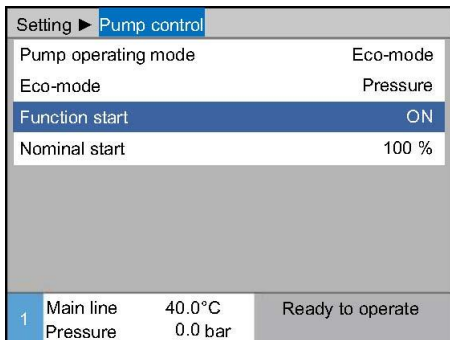 Setting ► Pump control
Pump operating mode Eco-mode
Eco-mode Pressure
Function start ON
Nominal start 100 %
1 Main line 40.0°C Ready to operate
Pressure 0.0 bar